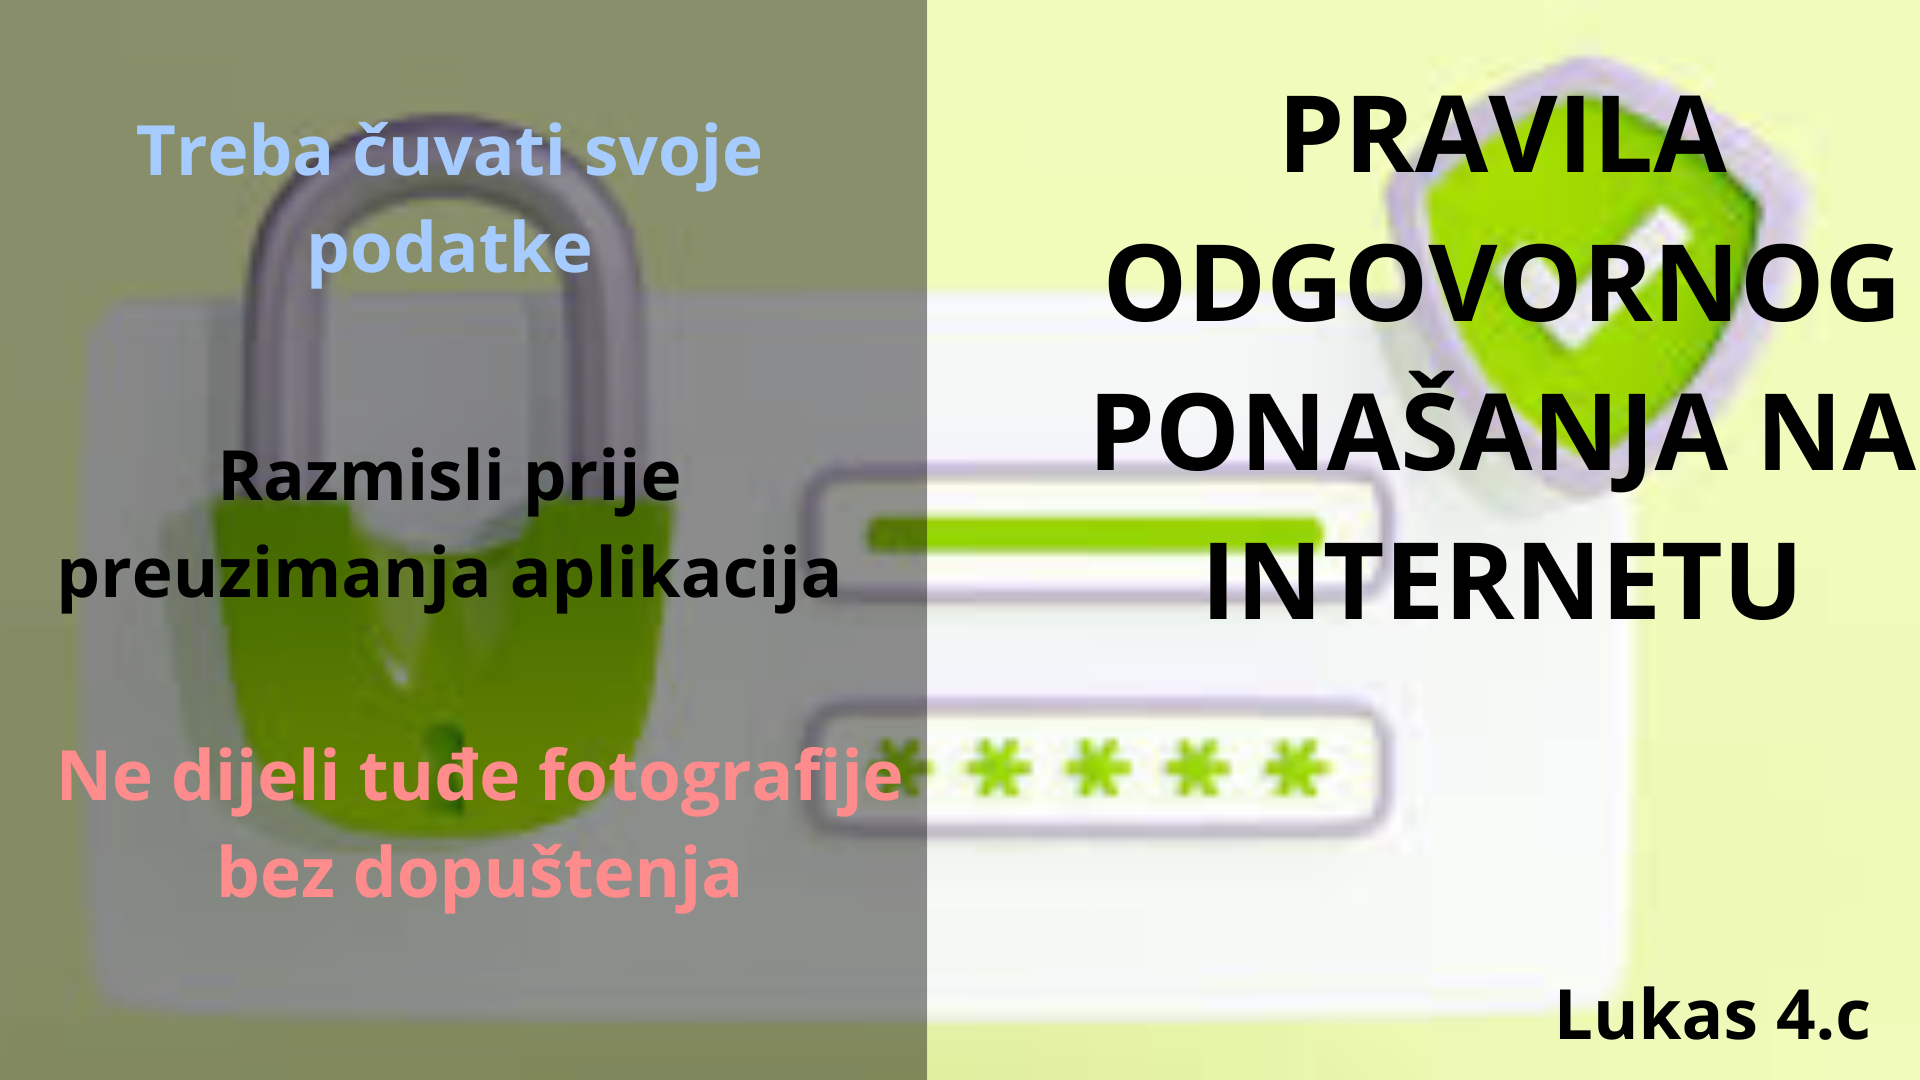 Treba čuvati svoje
podatke
Razmisli prije
preuzimanja aplikacija
Ne dijeli tuđe fotografije
bez dopuštenja
PRAVILA
ODGOVORNOG
PONAŠANJA NA
INTERNETU
*****
Lukas 4.c